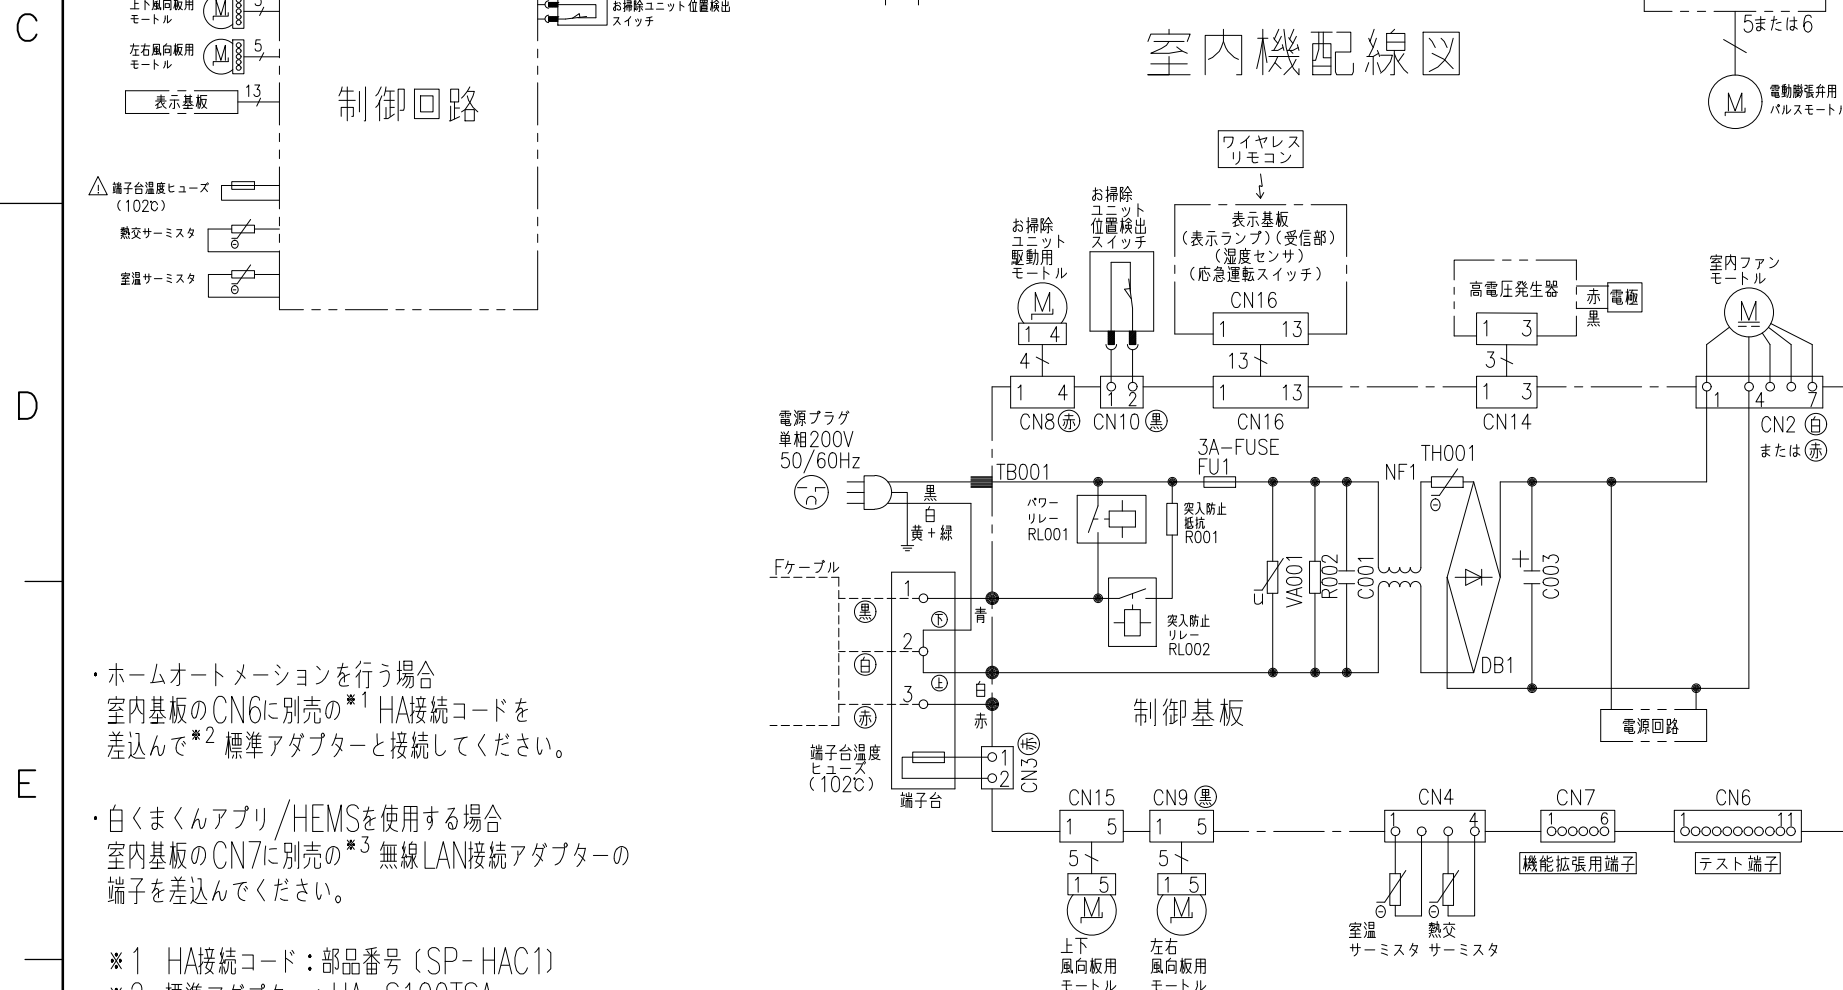 C
上下風向板用
モートル
5
お掃除ユニット位置検出
スイッチ
左右風向板用
モートル
M
5
表示基板
13
制御回路
室内機配線図
5または6
M
電動膨張弁用
パルスモートル
端子台温度ヒューズ
(102℃)
熱交サーミスタ
室温サーミスタ
ワイヤレス
リモコン
お掃除
ユニット
駆動用
モートル
M
1 4
4
お掃除
ユニット
位置検出
スイッチ
表示基板
(表示ランプ)(受信部)
(湿度センサ)
(応急運転スイッチ)
CN16
1 13
13
高電圧発生器
赤
黒
電極
1 3
3
室内ファン
モートル
M
D
1 4
CN8 赤
1 2
CN10 黒
1 13
CN16
1 3
CN14
1 4 7
CN2 白
または 赤
電源プラグ
単相200V
50/60Hz
黒
白
黄+緑
TB001
パワー
リレー
RL001
3A-FUSE
FU1
突入防止
抵抗
R001
突入防止
リレー
RL002
VA001
R002
C001
NF1
TH001
DB1
C003
Fケーブル
黒
白
赤
1
2
3
下
上
青
白
赤
端子台温度
ヒューズ
(102℃)
端子台
1
2
CN3 赤
制御基板
電源回路
E
・ホームオートメーションを行う場合
室内基板のCN6に別売の※1 HA接続コードを
差込んで※2 標準アダプターと接続してください。
・白くまくんアプリ/HEMSを使用する場合
室内基板のCN7に別売の※3 無線LAN接続アダプターの
端子を差込んでください。
※1 HA接続コード：部品番号〔SP-HAC1〕
CN15
1 5
5
1 5
M
上下
風向板用
モートル
CN9 黒
1 5
5
1 5
M
左右
風向板用
モートル
CN4
1 4
室温
サーミスタ
熱交
サーミスタ
CN7
1 6
機能拡張用端子
CN6
1 11
テスト端子